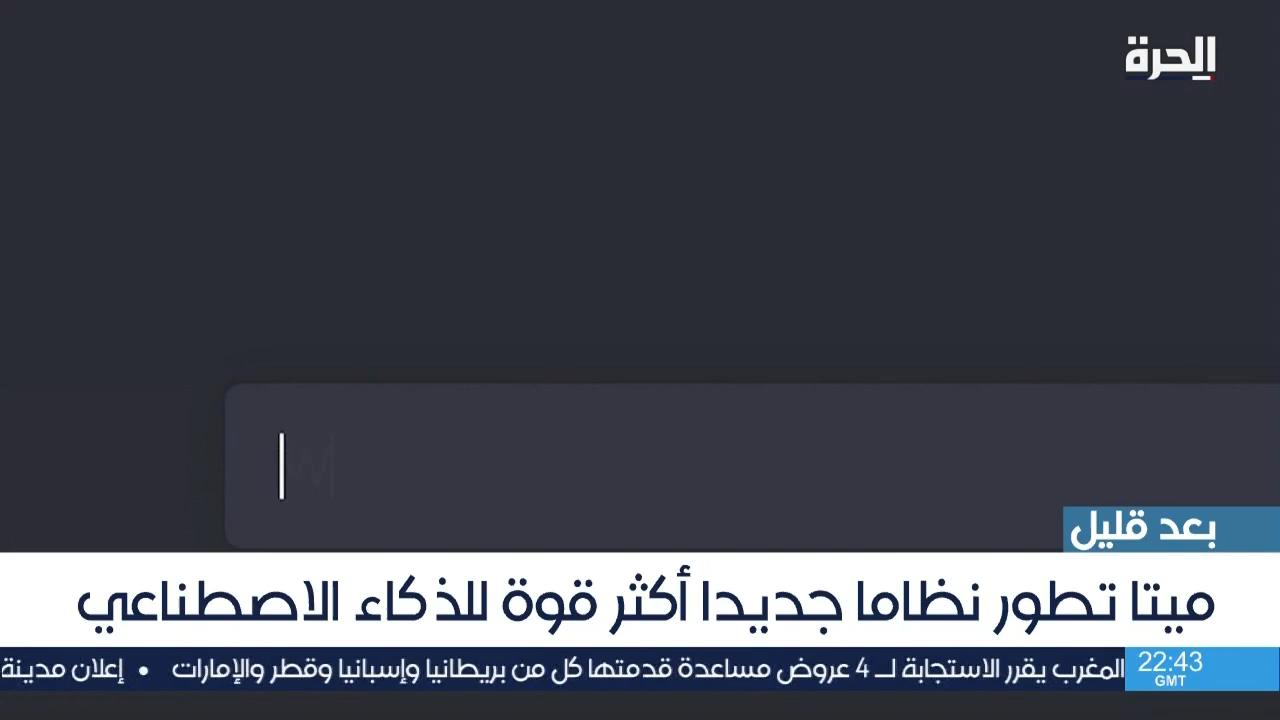 الحرة
بعد قليل
ميتا تطور نظاما جديدا أكثر قوة للذكاء الاصطناعي
22:43
GMT
المغرب يقرر الاستجابة لـ 4 عروض مساعدة قدمتها كل من بريطانيا وإسبانيا وقطر والإمارات • إعلان مدينة